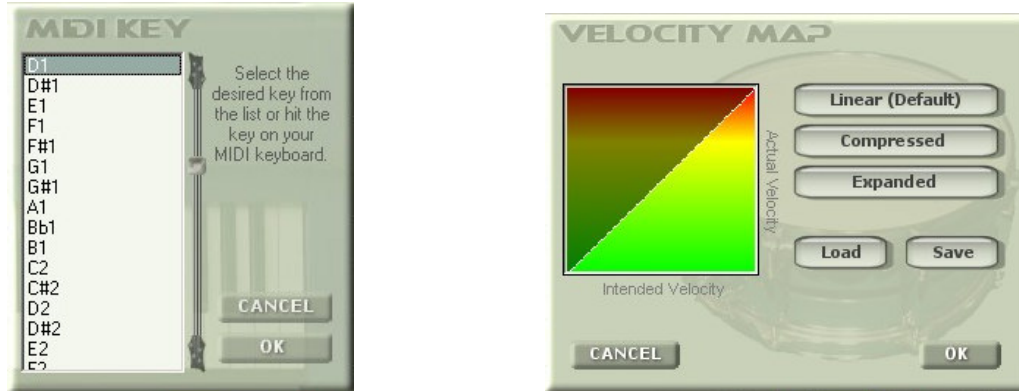 MIDI KEY
D1
D#1
E1
F1
F#1
G1
G#1
A1
Bb1
B1
C2
C#2
D2
D#2
E2
F2
Select the
desired key from
the list or hit the
key on your
MIDI keyboard.
CANCEL
OK
VELOCITY MAP
Actual Velocity
Intended Velocity
Linear (Default)
Compressed
Expanded
Load
Save
CANCEL
OK